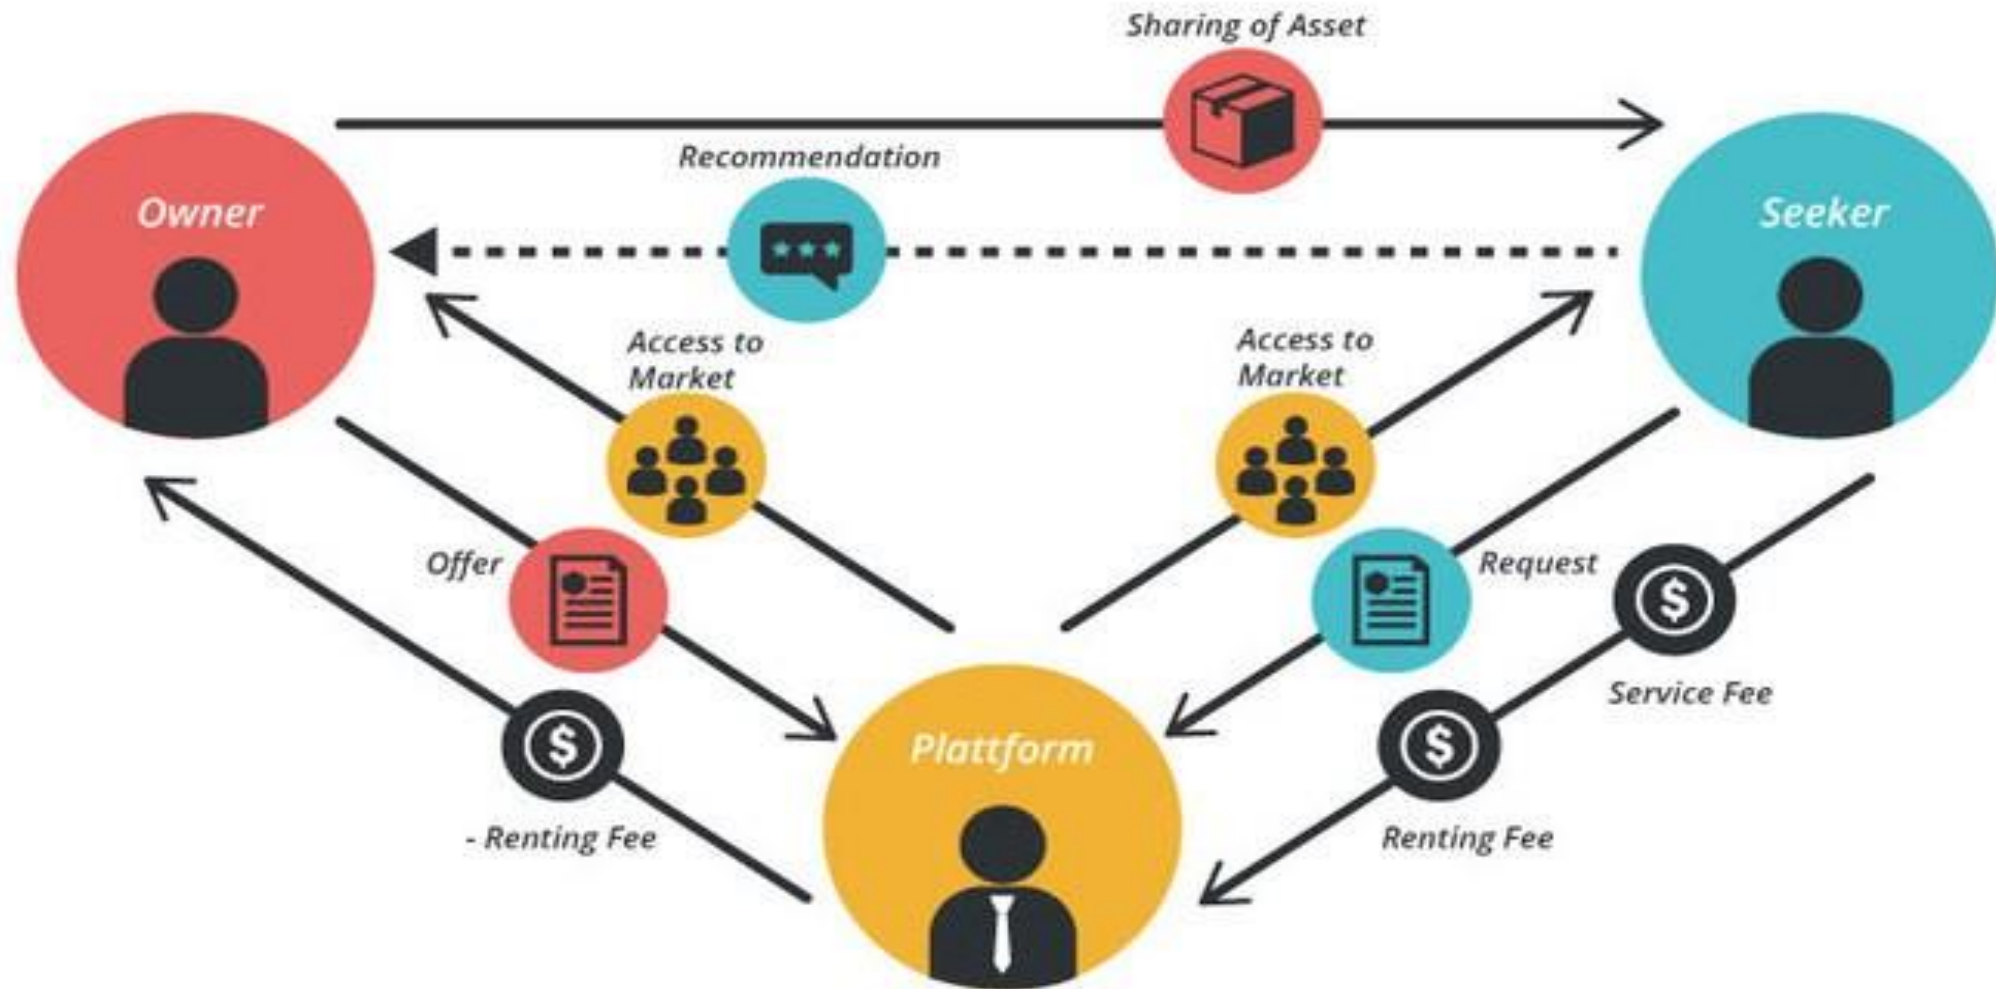 Sharing of Asset
Recommendation
Owner
Seeker
Access to
Market
Access to
Market
Offer
Request
$
Service Fee
Plattform
$
$
- Renting Fee
Renting Fee